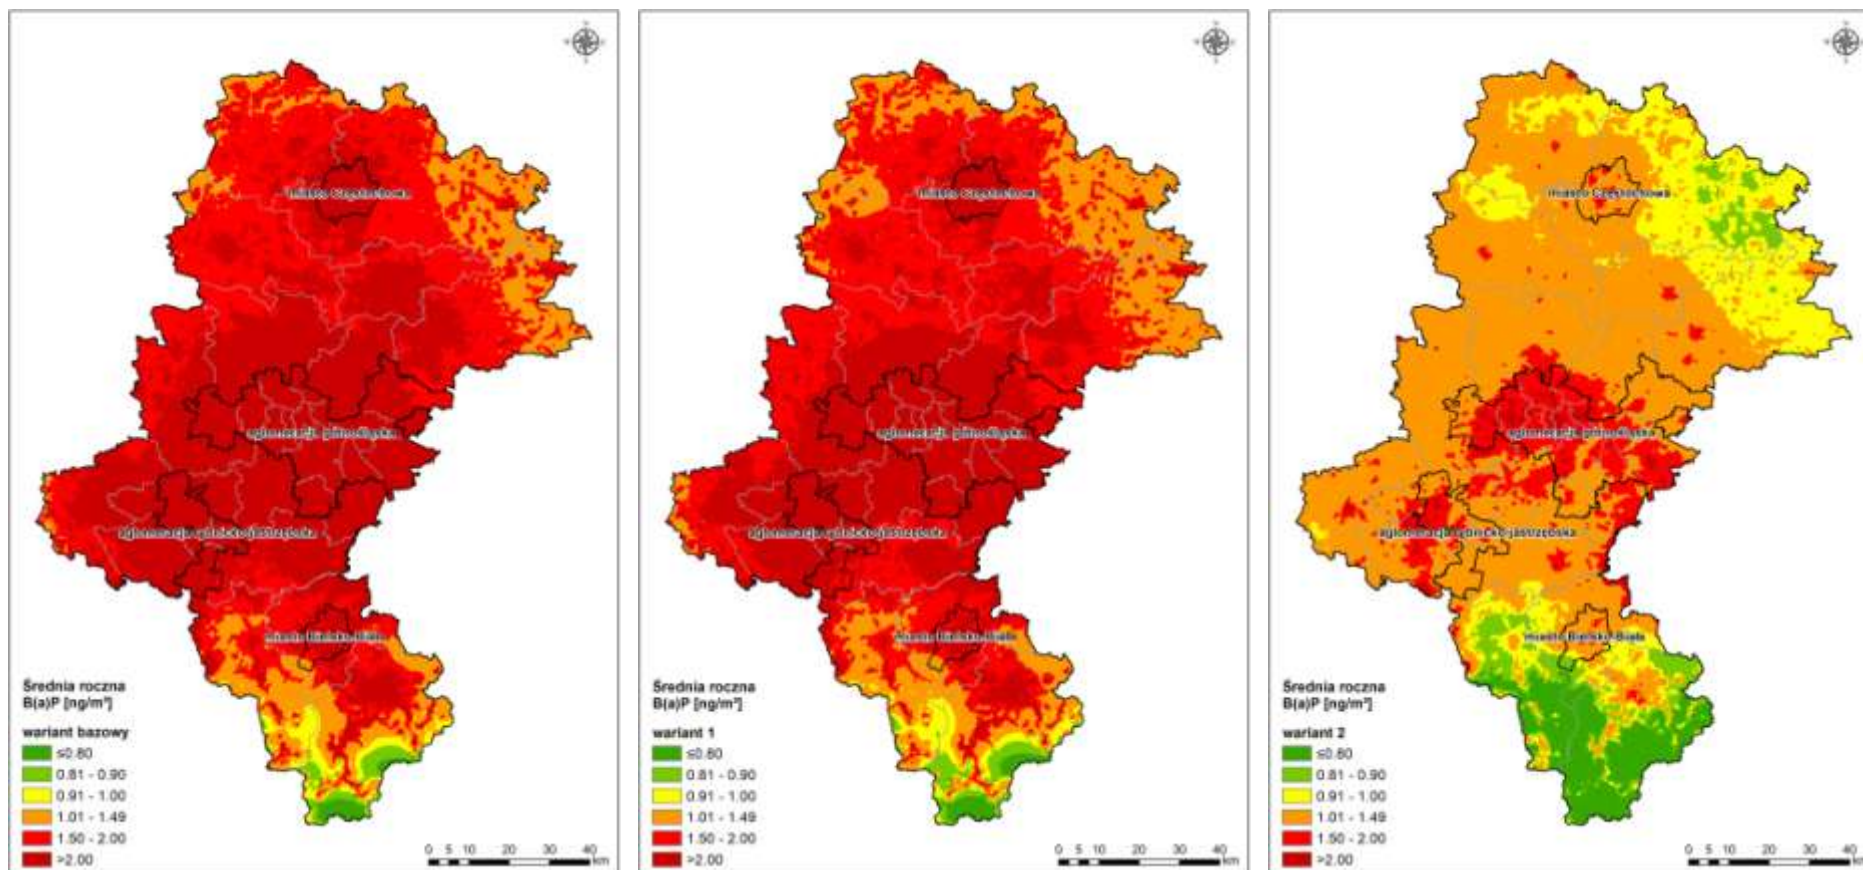 miasto Częstochowa
aglomeracja górnośląska
aglomeracja rybnicko-jastrzębska
miasto Bielsko-Biała
Średnia roczna
B(a)P [ng/m³]
wariant bazowy
≤0.80
0.81 - 0.90
0.91 - 1.00
1.01 - 1.49
1.50 - 2.00
>2.00
0 5 10 20 30 40
km
miasto Częstochowa
aglomeracja górnośląska
aglomeracja rybnicko-jastrzębska
miasto Bielsko-Biała
Średnia roczna
B(a)P [ng/m³]
wariant 1
≤0.80
0.81 - 0.90
0.91 - 1.00
1.01 - 1.49
1.50 - 2.00
>2.00
0 5 10 20 30 40
km
miasto Częstochowa
aglomeracja górnośląska
aglomeracja rybnicko-jastrzębska
miasto Bielsko-Biała
Średnia roczna
B(a)P [ng/m³]
wariant 2
≤0.80
0.81 - 0.90
0.91 - 1.00
1.01 - 1.49
1.50 - 2.00
>2.00
0 5 10 20 30 40
km